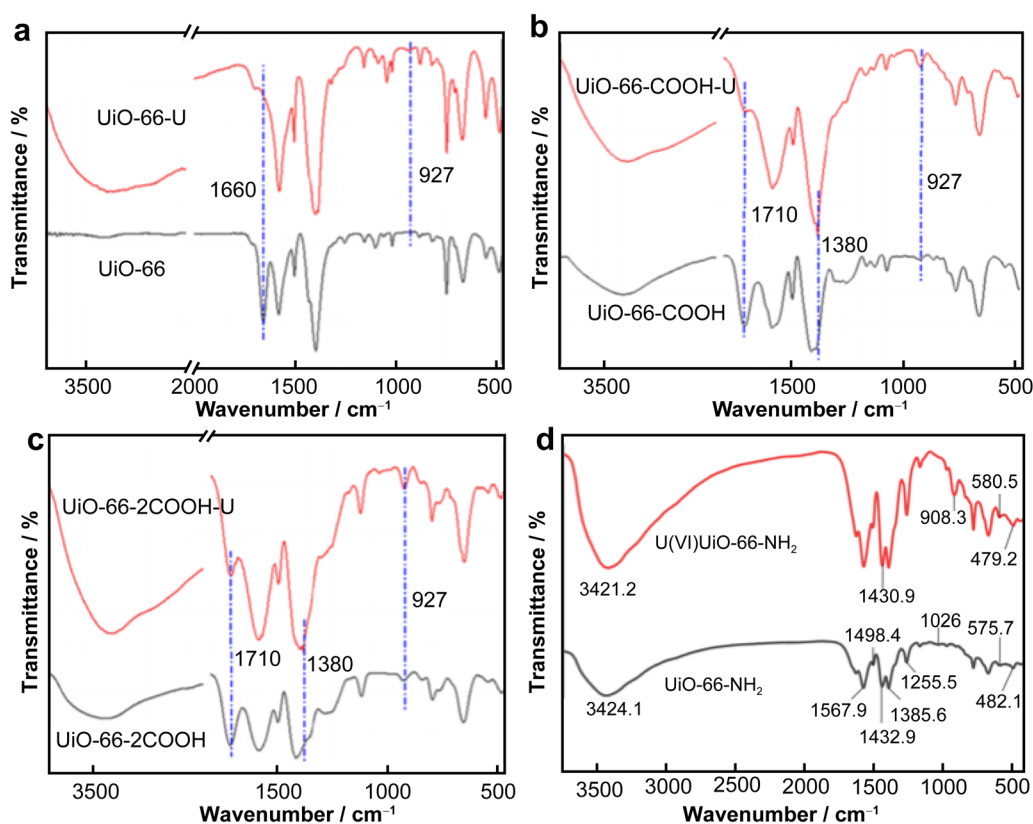 a
Transmittance / %
UiO-66-U
1660
927
UiO-66
3500 2000 1500 1000 500
Wavenumber / cm⁻¹
b
Transmittance / %
UiO-66-COOH-U
927
1710
1380
UiO-66-COOH
3500 1500 1000 500
Wavenumber / cm⁻¹
c
Transmittance / %
UiO-66-2COOH-U
927
1710 1380
UiO-66-2COOH
3500 1500 1000 500
Wavenumber / cm⁻¹
d
Transmittance / %
580.5
908.3
U(VI)UiO-66-NH₂
479.2
3421.2
1430.9
1498.4 1026 575.7
UiO-66-NH₂
1255.5
3424.1
482.1
1567.9 1385.6
1432.9
3500 3000 2500 2000 1500 1000 500
Wavenumber / cm⁻¹